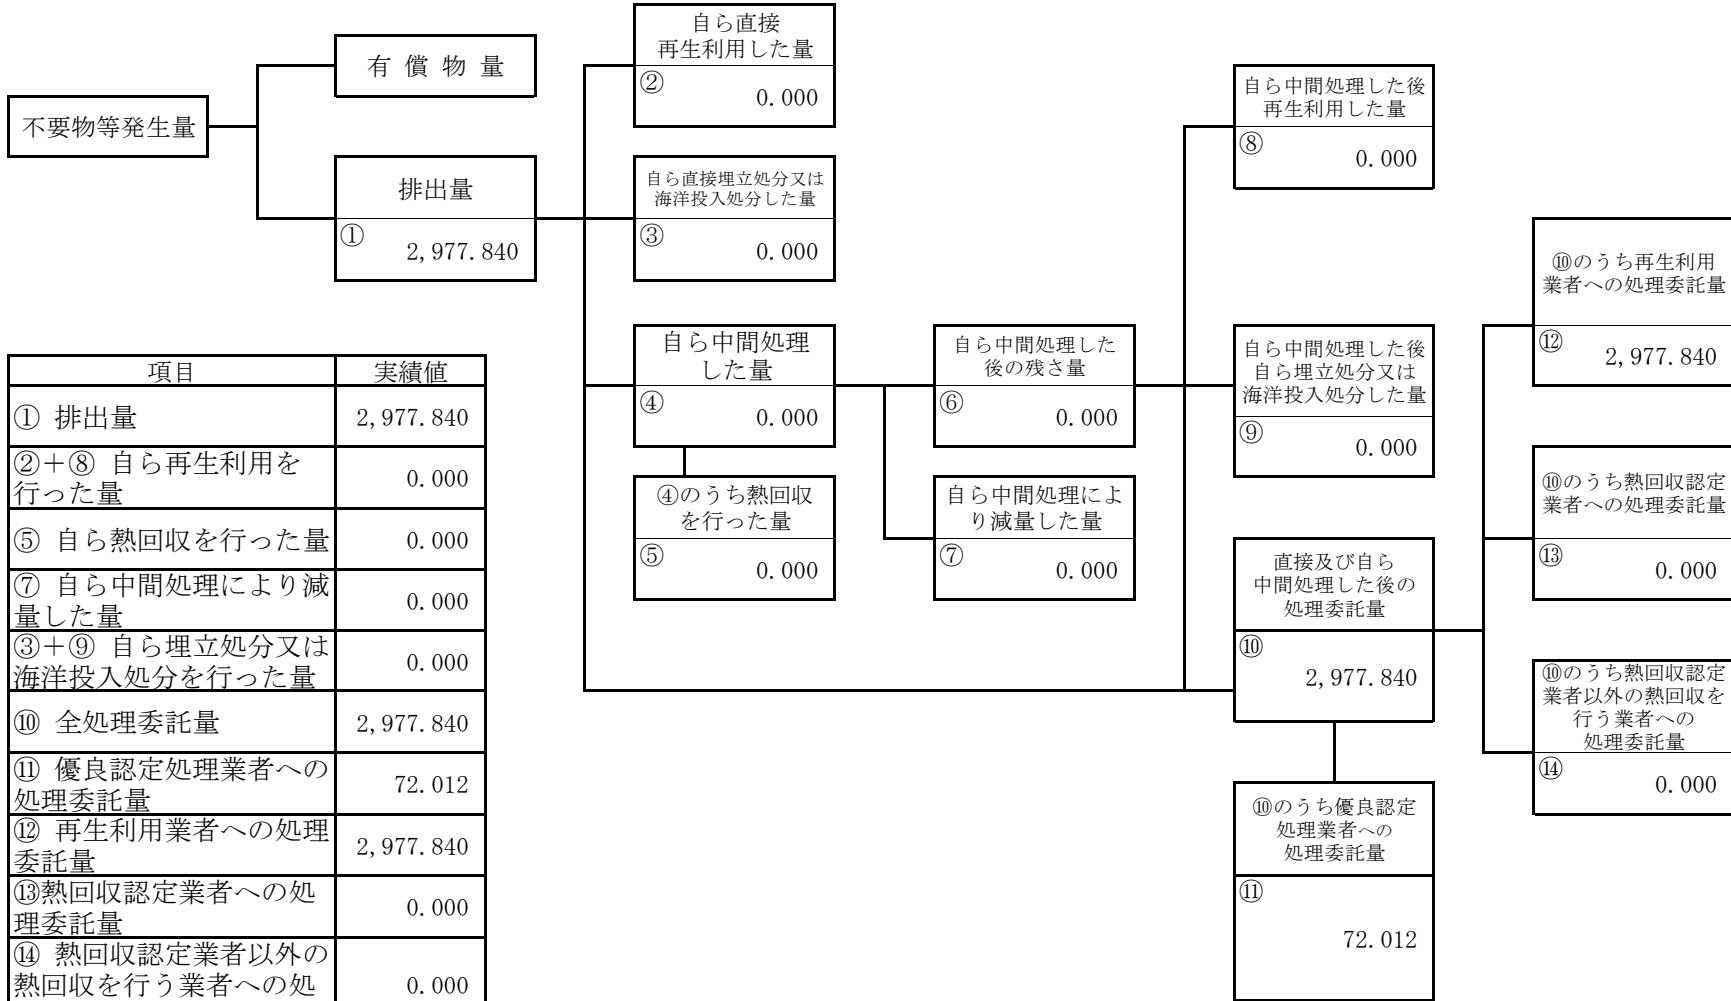 不要物等発生量
有 償 物 量
排出量
①
2,977.840
自ら直接
再生利用した量
②
0.000
自ら直接埋立処分又は
海洋投入処分した量
③
0.000
自ら中間処理
した量
④
0.000
④のうち熱回収
を行った量
⑤
0.000
自ら中間処理した
後の残さ量
⑥
0.000
自ら中間処理によ
り減量した量
⑦
0.000
自ら中間処理した後
再生利用した量
⑧
0.000
自ら中間処理した後
自ら埋立処分又は
海洋投入処分した量
⑨
0.000
直接及び自ら
中間処理した後の
処理委託量
⑩
2,977.840
⑩のうち優良認定
処理業者への
処理委託量
⑪
72.012
⑩のうち再生利用
業者への処理委託量
⑫
2,977.840
⑩のうち熱回収認定
業者への処理委託量
⑬
0.000
⑩のうち熱回収認定
業者以外の熱回収を
行う業者への
処理委託量
⑭
0.000
項目 実績値
① 排出量 2,977.840
②＋⑧ 自ら再生利用を
行った量 0.000
⑤ 自ら熱回収を行った量 0.000
⑦ 自ら中間処理により減
量した量 0.000
③＋⑨ 自ら埋立処分又は
海洋投入処分を行った量 0.000
⑩ 全処理委託量 2,977.840
⑪ 優良認定処理業者への
処理委託量 72.012
⑫ 再生利用業者への処理
委託量 2,977.840
⑬熱回収認定業者への処
理委託量 0.000
⑭ 熱回収認定業者以外の
熱回収を行う業者への処 0.000